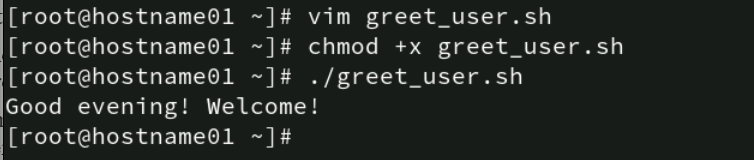 [root@hostname01 ~]# vim greet_user.sh
[root@hostname01 ~]# chmod +x greet_user.sh
[root@hostname01 ~]# ./greet_user.sh
Good evening! Welcome!
[root@hostname01 ~]#